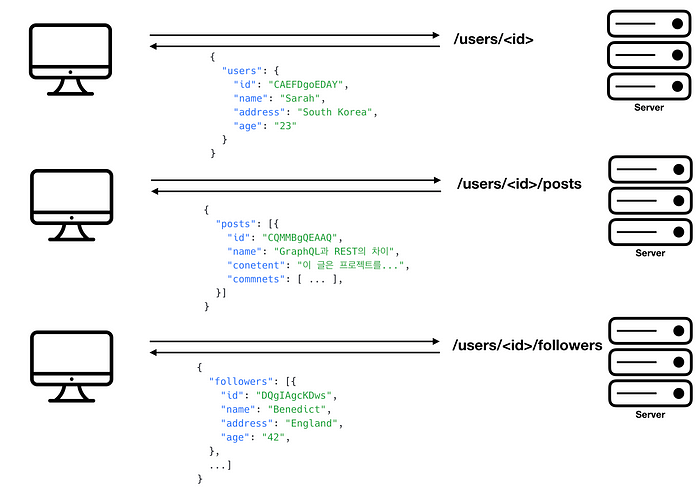 /users/<id>
{
"users": {
"id": "CAEFDgoEDAY",
"name": "Sarah",
"address": "South Korea",
"age": "23"
}
}
Server
/users/<id>/posts
{
"posts": [{
"id": "CQMMBgQEAAQ",
"name": "GraphQL과 REST의 차이",
"conetent": "이 글은 프로젝트를...",
"commnets": [ ... ],
}]
}
Server
/users/<id>/followers
{
"followers": [{
"id": "DQgIAgcKDws",
"name": "Benedict",
"address": "England",
"age": "42",
},
...]
}
Server